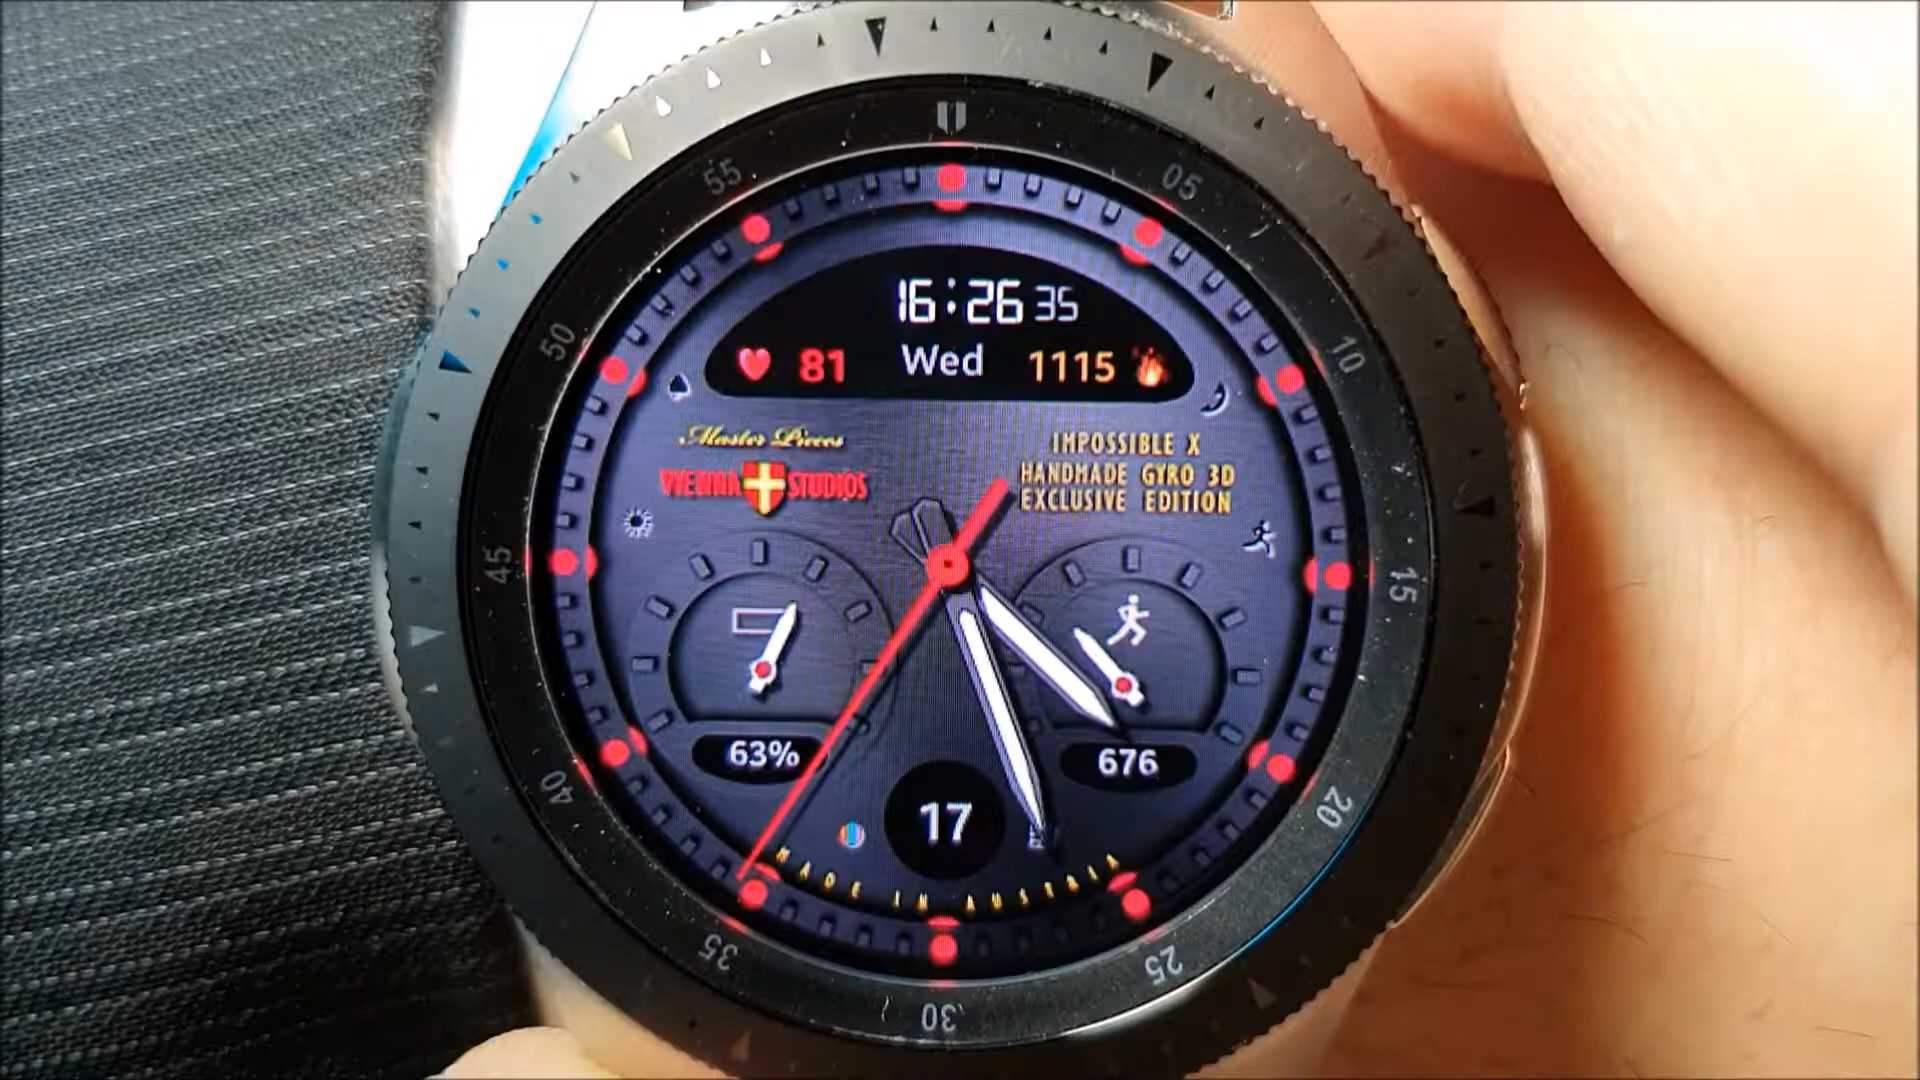 55
05
50
10
16:26 35
81 Wed 1115
Master Pieces
VIENNA STUDIOS
IMPOSSIBLE X
HANDMADE GYRO 3D
EXCLUSIVE EDITION
45
15
63%
676
40
20
17
MADE IN AUSTRIA
35
25
30